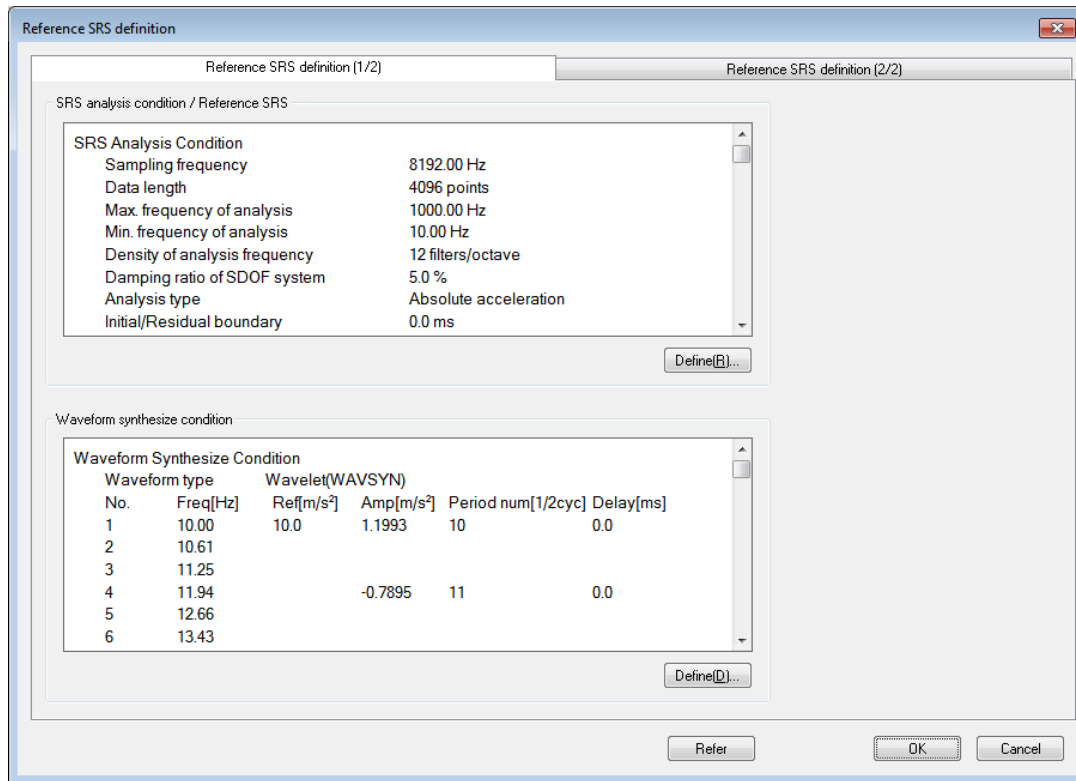 Reference SRS definition
Reference SRS definition (1/2) Reference SRS definition (2/2)
SRS analysis condition / Reference SRS
SRS Analysis Condition
Sampling frequency 8192.00 Hz
Data length 4096 points
Max. frequency of analysis 1000.00 Hz
Min. frequency of analysis 10.00 Hz
Density of analysis frequency 12 filters/octave
Damping ratio of SDOF system 5.0 %
Analysis type Absolute acceleration
Initial/Residual boundary 0.0 ms
Define(R)...
Waveform synthesize condition
Waveform Synthesize Condition
Waveform type Wavelet(WAVSYN)
No. Freq[Hz] Ref[m/s²] Amp[m/s²] Period num[1/2cyc] Delay[ms]
1 10.00 10.0 1.1993 10 0.0
2 10.61
3 11.25
4 11.94 -0.7895 11 0.0
5 12.66
6 13.43
Define(D)...
Refer OK Cancel